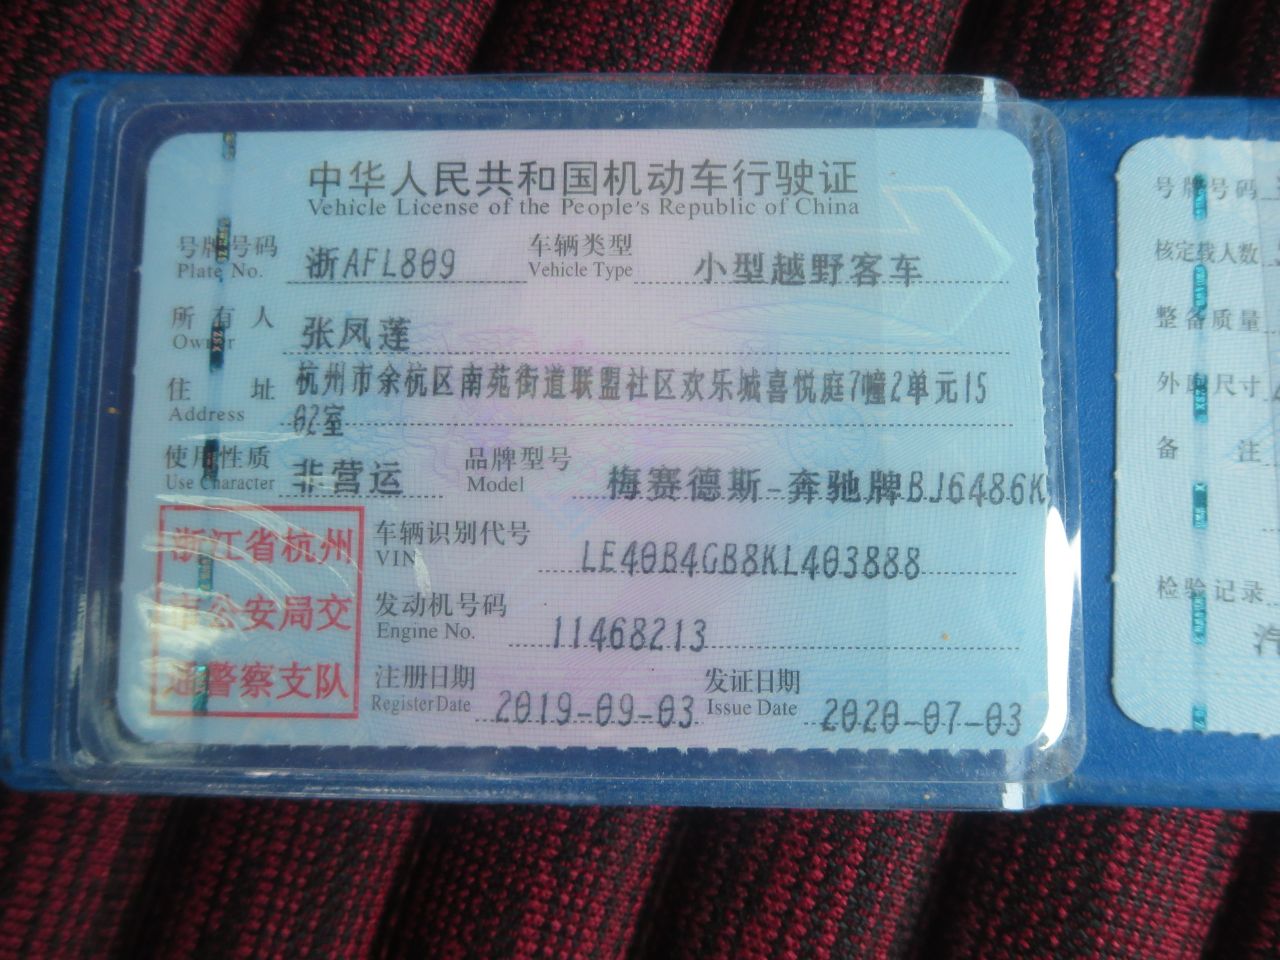 中华人民共和国机动车行驶证
Vehicle License of the People's Republic of China
号牌号码 浙AFL809 车辆类型 小型越野客车
Plate No. Vehicle Type
所有人 张凤莲
Owner
住址 杭州市余杭区南苑街道联盟社区欢乐城喜悦庭7幢2单元15
Address 02室
使用性质 非营运 品牌型号 梅赛德斯-奔驰牌BJ6486K
Use Character Model
浙江省杭州
市公安局交
通警察支队
车辆识别代号 LE40B4GB8KL403888
VIN
发动机号码 11468213
Engine No.
注册日期 2019-09-03 发证日期 2020-07-03
Register Date Issue Date
号牌号码
核定载人数
整备质量
外廓尺寸
备注
检验记录